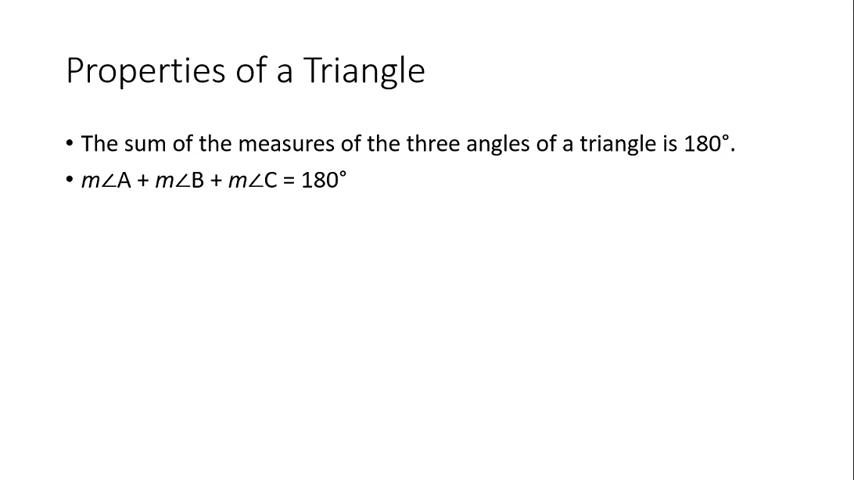 Properties of a Triangle
• The sum of the measures of the three angles of a triangle is 180°.
• m∠A + m∠B + m∠C = 180°